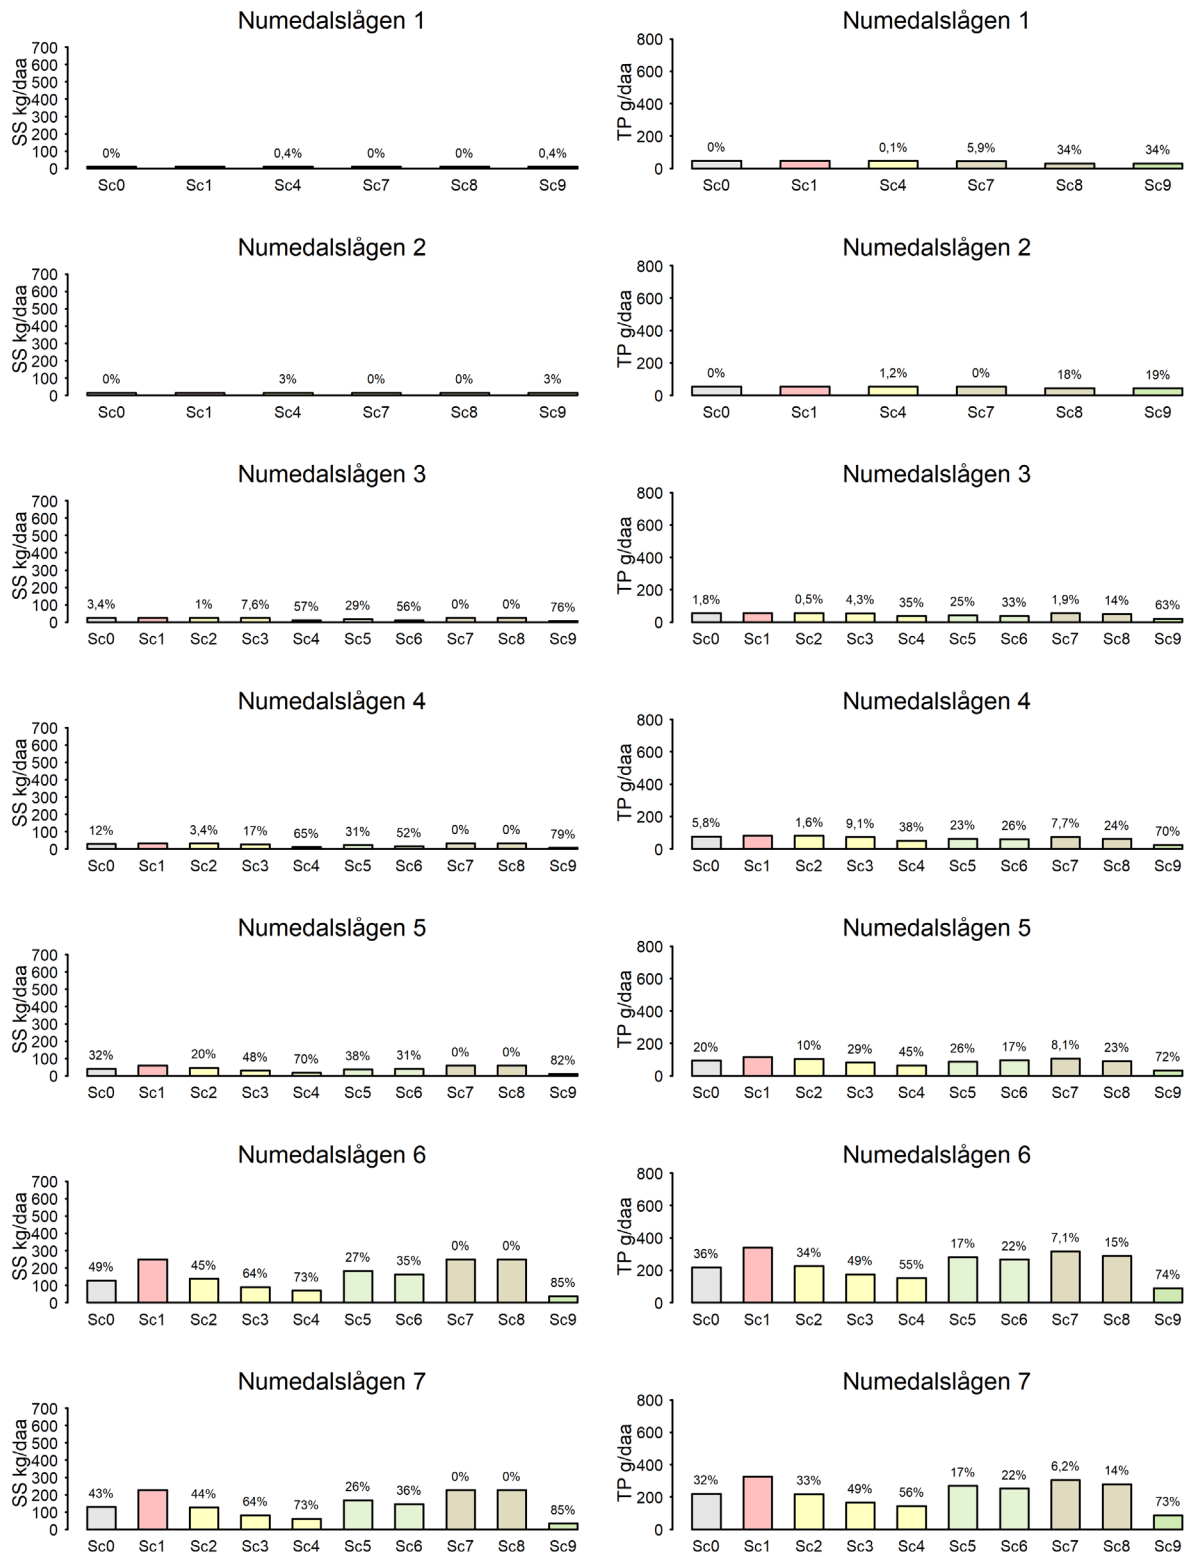 Numedalslågen 1
SS kg/daa
700
600
500
400
300
200
100
0
0% 0,4% 0% 0% 0,4%
Sc0 Sc1 Sc4 Sc7 Sc8 Sc9
Numedalslågen 1
TP g/daa
800
600
400
200
0
0% 0,1% 5,9% 34% 34%
Sc0 Sc1 Sc4 Sc7 Sc8 Sc9
Numedalslågen 2
SS kg/daa
700
600
500
400
300
200
100
0
0% 3% 0% 0% 3%
Sc0 Sc1 Sc4 Sc7 Sc8 Sc9
Numedalslågen 2
TP g/daa
800
600
400
200
0
0% 1,2% 0% 18% 19%
Sc0 Sc1 Sc4 Sc7 Sc8 Sc9
Numedalslågen 3
SS kg/daa
700
600
500
400
300
200
100
0
3,4% 1% 7,6% 57% 29% 56% 0% 0% 76%
Sc0 Sc1 Sc2 Sc3 Sc4 Sc5 Sc6 Sc7 Sc8 Sc9
Numedalslågen 3
TP g/daa
800
600
400
200
0
1,8% 0,5% 4,3% 35% 25% 33% 1,9% 14% 63%
Sc0 Sc1 Sc2 Sc3 Sc4 Sc5 Sc6 Sc7 Sc8 Sc9
Numedalslågen 4
SS kg/daa
700
600
500
400
300
200
100
0
12% 3,4% 17% 65% 31% 52% 0% 0% 79%
Sc0 Sc1 Sc2 Sc3 Sc4 Sc5 Sc6 Sc7 Sc8 Sc9
Numedalslågen 4
TP g/daa
800
600
400
200
0
5,8% 1,6% 9,1% 38% 23% 26% 7,7% 24% 70%
Sc0 Sc1 Sc2 Sc3 Sc4 Sc5 Sc6 Sc7 Sc8 Sc9
Numedalslågen 5
SS kg/daa
700
600
500
400
300
200
100
0
32% 20% 48% 70% 38% 31% 0% 0% 82%
Sc0 Sc1 Sc2 Sc3 Sc4 Sc5 Sc6 Sc7 Sc8 Sc9
Numedalslågen 5
TP g/daa
800
600
400
200
0
20% 10% 29% 45% 26% 17% 8,1% 23% 72%
Sc0 Sc1 Sc2 Sc3 Sc4 Sc5 Sc6 Sc7 Sc8 Sc9
Numedalslågen 6
SS kg/daa
700
600
500
400
300
200
100
0
49% 45% 64% 73% 27% 35% 0% 0% 85%
Sc0 Sc1 Sc2 Sc3 Sc4 Sc5 Sc6 Sc7 Sc8 Sc9
Numedalslågen 6
TP g/daa
800
600
400
200
0
36% 34% 49% 55% 17% 22% 7,1% 15% 74%
Sc0 Sc1 Sc2 Sc3 Sc4 Sc5 Sc6 Sc7 Sc8 Sc9
Numedalslågen 7
SS kg/daa
700
600
500
400
300
200
100
0
43% 44% 64% 73% 26% 36% 0% 0% 85%
Sc0 Sc1 Sc2 Sc3 Sc4 Sc5 Sc6 Sc7 Sc8 Sc9
Numedalslågen 7
TP g/daa
800
600
400
200
0
32% 33% 49% 56% 17% 22% 6,2% 14% 73%
Sc0 Sc1 Sc2 Sc3 Sc4 Sc5 Sc6 Sc7 Sc8 Sc9